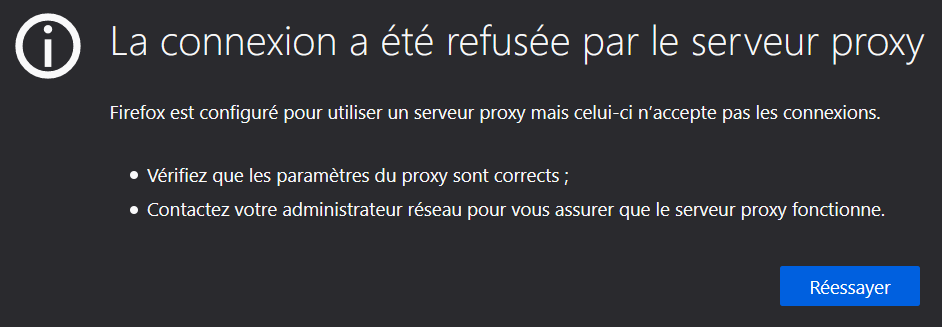 La connexion a été refusée par le serveur proxy
Firefox est configuré pour utiliser un serveur proxy mais celui-ci n’accepte pas les connexions.
• Vérifiez que les paramètres du proxy sont corrects ;
• Contactez votre administrateur réseau pour vous assurer que le serveur proxy fonctionne.
Réessayer